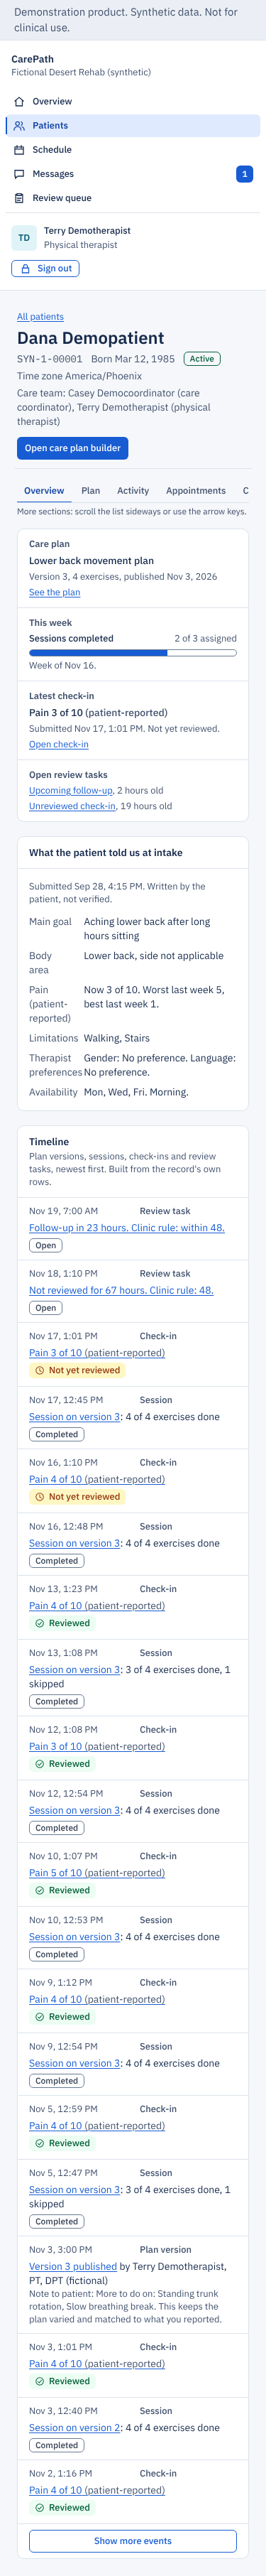 Demonstration product. Synthetic data. Not for
clinical use.
CarePath
Fictional Desert Rehab (synthetic)
Overview
Patients
Schedule
Messages
1
Review queue
TD
Terry Demotherapist
Physical therapist
Sign out
All patients
Dana Demopatient
SYN-1-00001 Born Mar 12, 1985 Active
Time zone America/Phoenix
Care team: Casey Democoordinator (care
coordinator), Terry Demotherapist (physical
therapist)
Open care plan builder
Overview Plan Activity Appointments C
More sections: scroll the list sideways or use the arrow keys.
Care plan
Lower back movement plan
Version 3, 4 exercises, published Nov 3, 2026
See the plan
This week
Sessions completed 2 of 3 assigned
Week of Nov 16.
Latest check-in
Pain 3 of 10 (patient-reported)
Submitted Nov 17, 1:01 PM. Not yet reviewed.
Open check-in
Open review tasks
Upcoming follow-up, 2 hours old
Unreviewed check-in, 19 hours old
What the patient told us at intake
Submitted Sep 28, 4:15 PM. Written by the
patient, not verified.
Main goal Aching lower back after long
hours sitting
Body Lower back, side not applicable
area
Pain Now 3 of 10. Worst last week 5,
(patient- best last week 1.
reported)
Limitations Walking, Stairs
Therapist Gender: No preference. Language:
preferences No preference.
Availability Mon, Wed, Fri. Morning.
Timeline
Plan versions, sessions, check-ins and review
tasks, newest first. Built from the record's own
rows.
Nov 19, 7:00 AM Review task
Follow-up in 23 hours. Clinic rule: within 48.
Open
Nov 18, 1:10 PM Review task
Not reviewed for 67 hours. Clinic rule: 48.
Open
Nov 17, 1:01 PM Check-in
Pain 3 of 10 (patient-reported)
Not yet reviewed
Nov 17, 12:45 PM Session
Session on version 3: 4 of 4 exercises done
Completed
Nov 16, 1:10 PM Check-in
Pain 4 of 10 (patient-reported)
Not yet reviewed
Nov 16, 12:48 PM Session
Session on version 3: 4 of 4 exercises done
Completed
Nov 13, 1:23 PM Check-in
Pain 4 of 10 (patient-reported)
Reviewed
Nov 13, 1:08 PM Session
Session on version 3: 3 of 4 exercises done, 1
skipped
Completed
Nov 12, 1:08 PM Check-in
Pain 3 of 10 (patient-reported)
Reviewed
Nov 12, 12:54 PM Session
Session on version 3: 4 of 4 exercises done
Completed
Nov 10, 1:07 PM Check-in
Pain 5 of 10 (patient-reported)
Reviewed
Nov 10, 12:53 PM Session
Session on version 3: 4 of 4 exercises done
Completed
Nov 9, 1:12 PM Check-in
Pain 4 of 10 (patient-reported)
Reviewed
Nov 9, 12:54 PM Session
Session on version 3: 4 of 4 exercises done
Completed
Nov 5, 12:59 PM Check-in
Pain 4 of 10 (patient-reported)
Reviewed
Nov 5, 12:47 PM Session
Session on version 3: 3 of 4 exercises done, 1
skipped
Completed
Nov 3, 3:00 PM Plan version
Version 3 published by Terry Demotherapist,
PT, DPT (fictional)
Note to patient: More to do on: Standing trunk
rotation, Slow breathing break. This keeps the
plan varied and matched to what you reported.
Nov 3, 1:01 PM Check-in
Pain 4 of 10 (patient-reported)
Reviewed
Nov 3, 12:40 PM Session
Session on version 2: 4 of 4 exercises done
Completed
Nov 2, 1:16 PM Check-in
Pain 4 of 10 (patient-reported)
Reviewed
Show more events